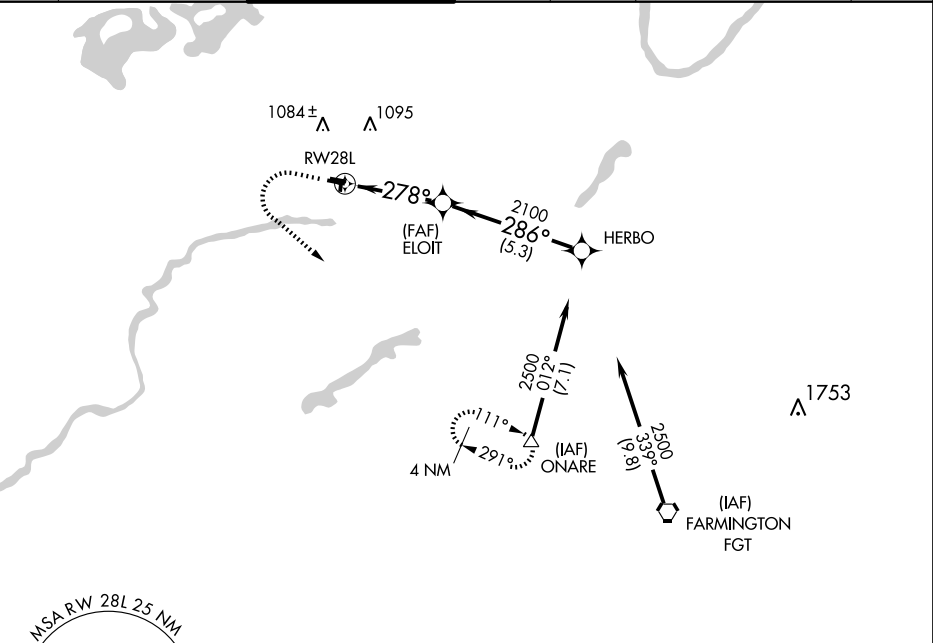 1084±
1095
RW28L
278°
(FAF)
ELOIT
2100
286°
(5.3)
HERBO
2500
012°
(7.1)
1753
111°
291°
4 NM
(IAF)
ONARE
2500
339°
(9.8)
(IAF)
FARMINGTON
FGT
MSA RW 28L 25 NM